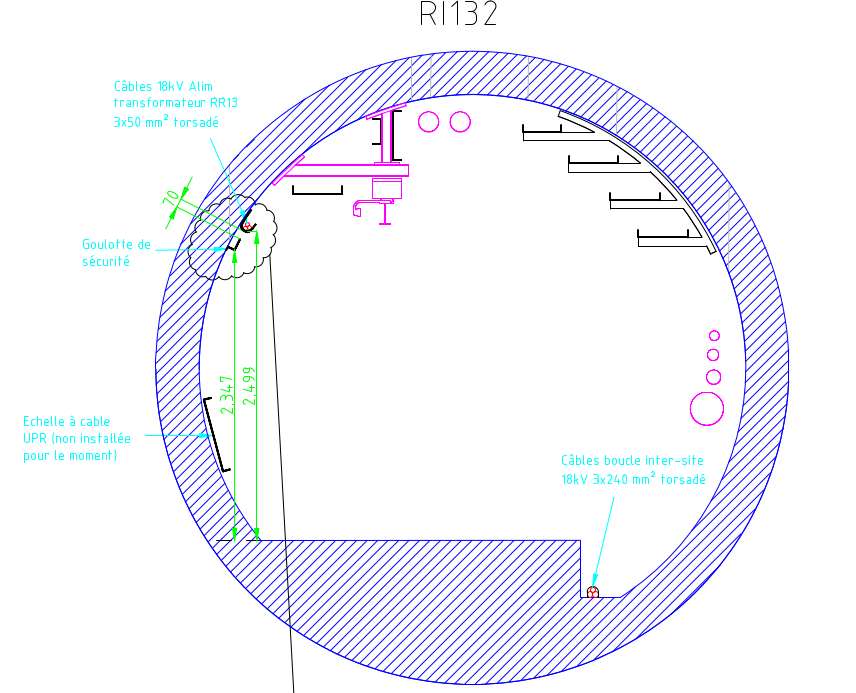 RI132
Câbles 18kV Alim
transformateur RR13
3x50 mm² torsadé
70
Goulotte de
sécurité
2.347
2.499
Echelle à cable
UPR (non installée
pour le moment)
Câbles boucle inter-site
18kV 3x240 mm² torsadé